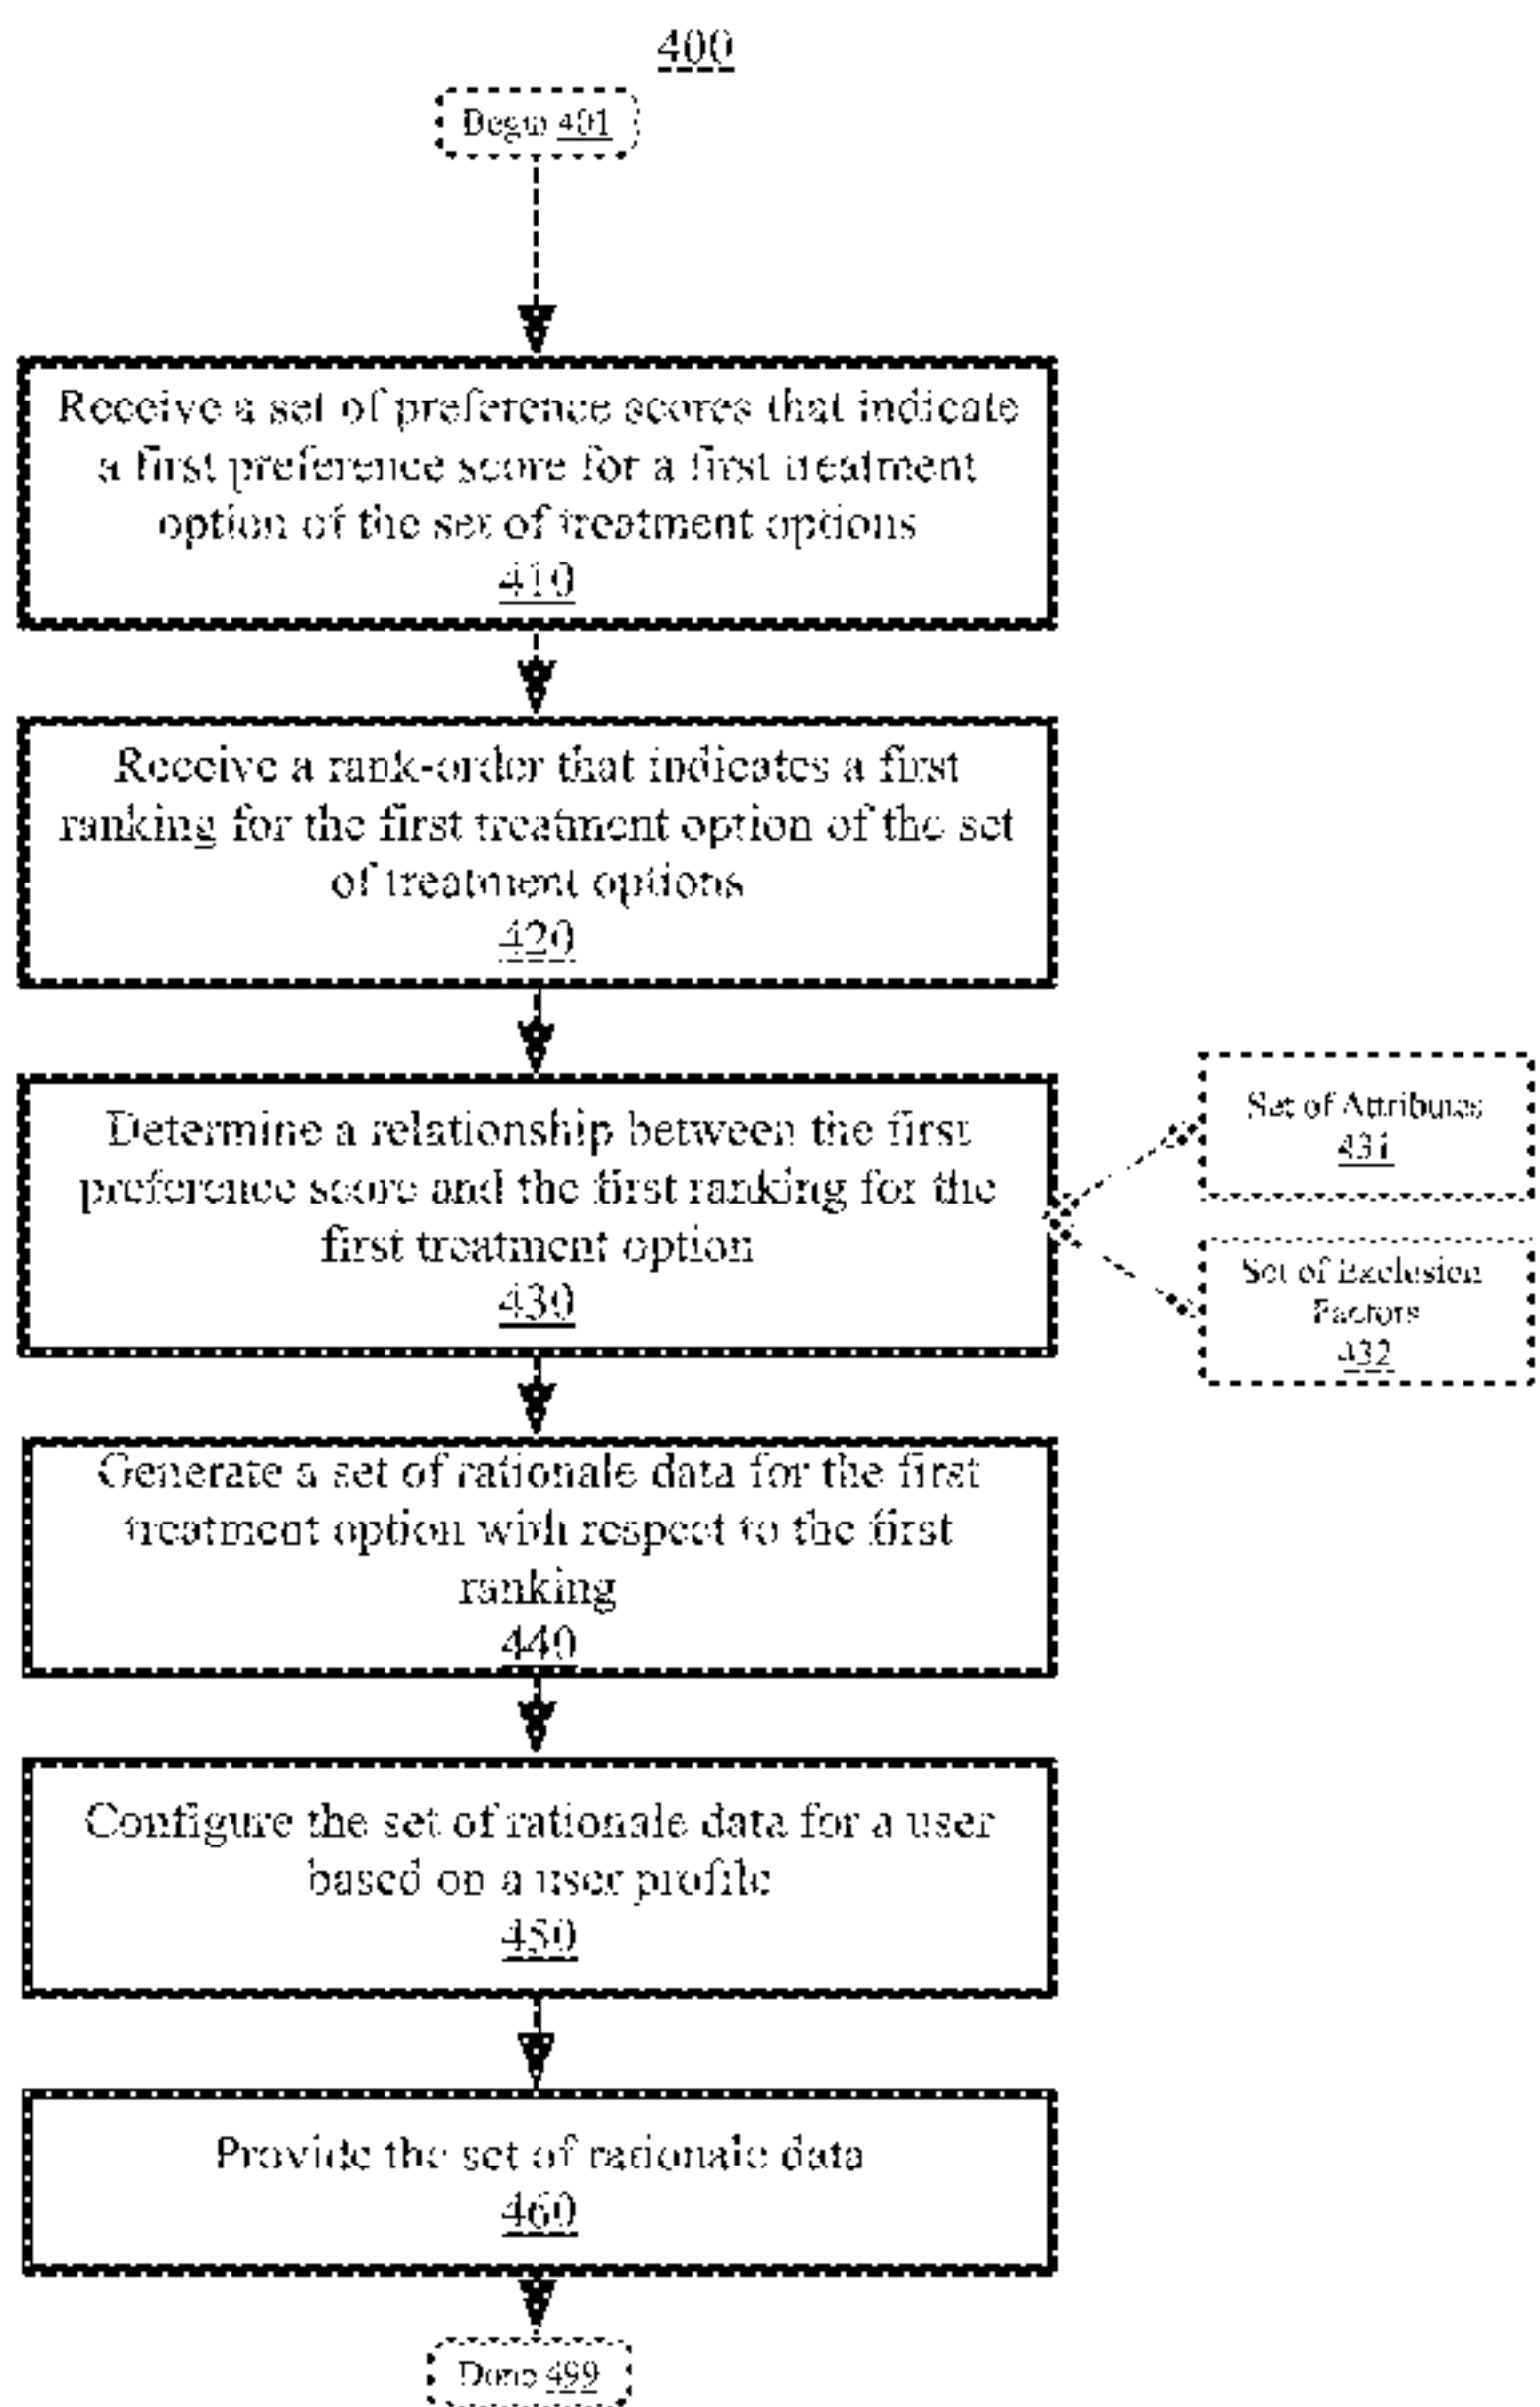 400
Begin 401
Receive a set of preference scores that indicate
a first preference score for a first treatment
option of the set of treatment options
410
Receive a rank-order that indicates a first
ranking for the first treatment option of the set
of treatment options
420
Determine a relationship between the first
preference score and the first ranking for the
first treatment option
430
Set of Attributes
431
Set of Exclusion
Factors
432
Generate a set of rationale data for the first
treatment option with respect to the first
ranking
440
Configure the set of rationale data for a user
based on a user profile
450
Provide the set of rationale data
460
Done 499